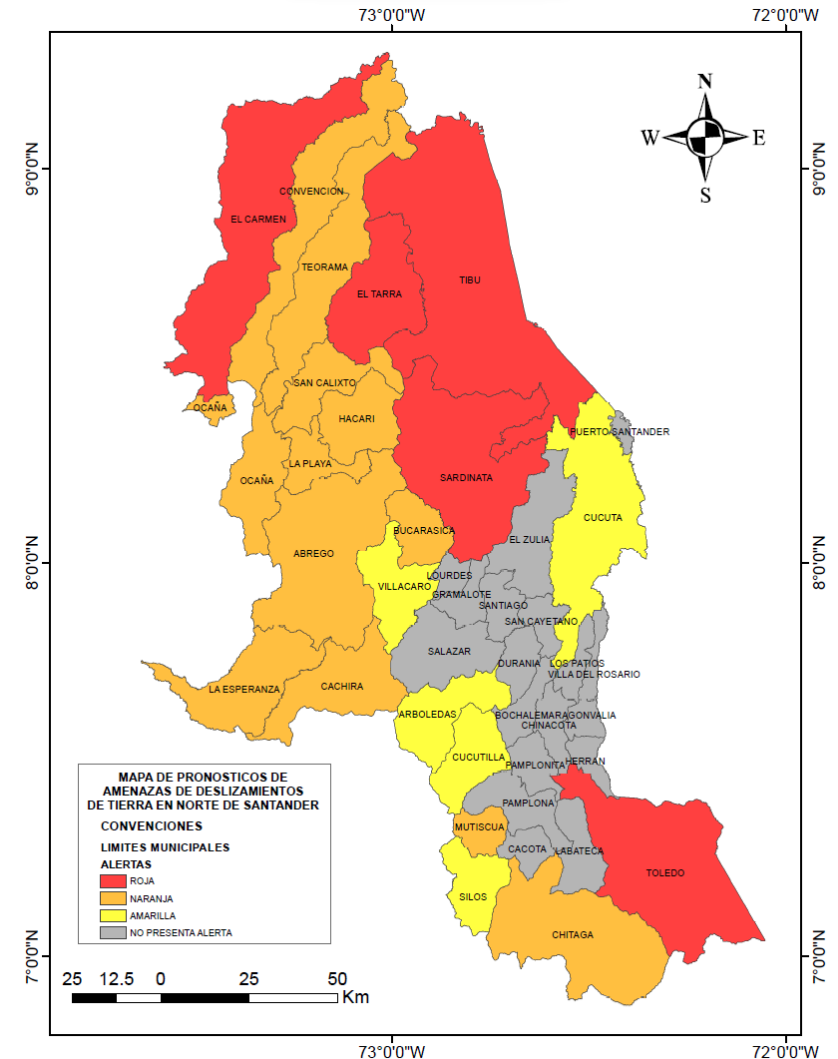 73°0'0"W
72°0'0"W
N
W
E
S
9°0'0"N
9°0'0"N
CONVENCION
EL CARMEN
TEORAMA
TIBU
EL TARRA
SAN CALIXTO
OCAÑA
HACARI
PUERTO SANTANDER
LA PLAYA
OCAÑA
SARDINATA
CUCUTA
BUCARASICA
EL ZULIA
ABREGO
8°0'0"N
8°0'0"N
LOURDES
VILLACARO
GRAMALOTE
SANTIAGO
SAN CAYETANO
SALAZAR
DURANIA
LOS PATIOS
VILLA DEL ROSARIO
LA ESPERANZA
CACHIRA
ARBOLEDAS
BOCHALEMA
RAGONVALIA
CHINACOTA
CUCUTILLA
PAMPLONITA
HERRAN
PAMPLONA
MUTISCUA
CACOTA
LABATECA
TOLEDO
SILOS
CHITAGA
MAPA DE PRONOSTICOS DE
AMENAZAS DE DESLIZAMIENTOS
DE TIERRA EN NORTE DE SANTANDER
CONVENCIONES
LIMITES MUNICIPALES
ALERTAS
ROJA
NARANJA
AMARILLA
NO PRESENTA ALERTA
7°0'0"N
7°0'0"N
25 12.5 0 25 50
Km
73°0'0"W
72°0'0"W